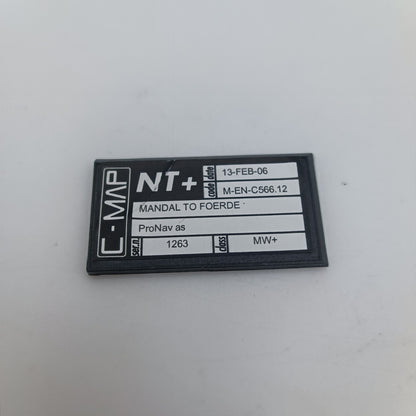 C-MAP
NT+
date 13-FEB-06
code M-EN-C566.12
MANDAL TO FOERDE
ProNav as
ser.n. 1263 class MW+